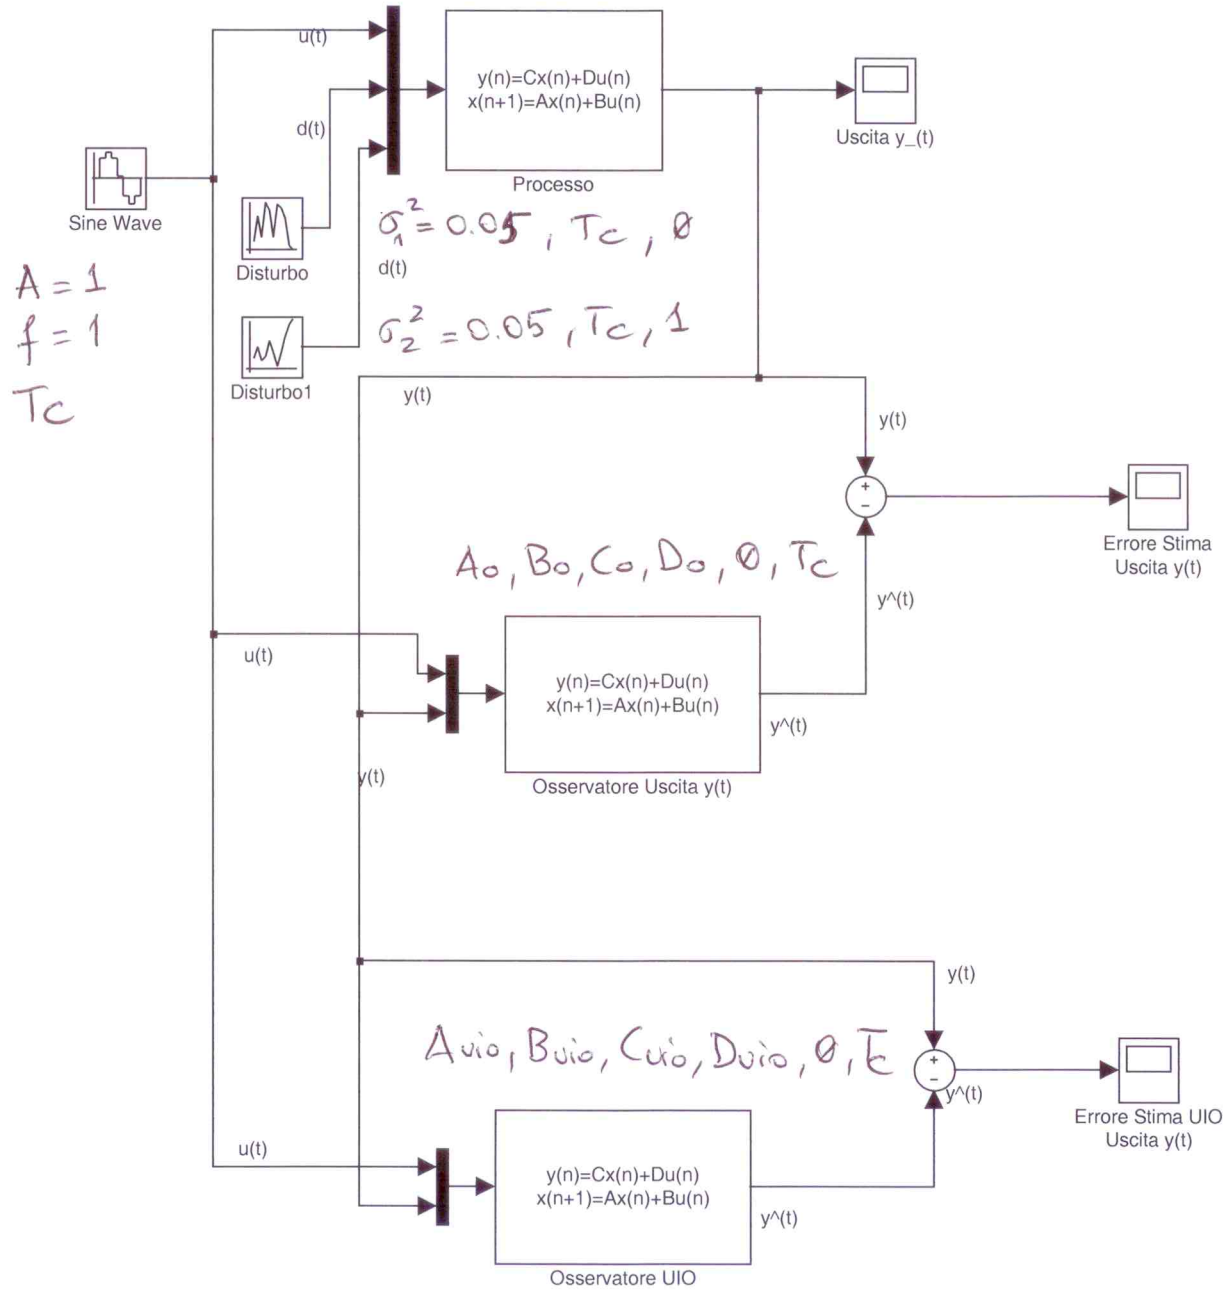 u(t)
y(n)=Cx(n)+Du(n)
x(n+1)=Ax(n)+Bu(n)
Processo
Uscita y_(t)
d(t)
Sine Wave
A = 1
f = 1
Tc
Disturbo
σ₁² = 0.05, Tc, 0
d(t)
Disturbo1
σ₂² = 0.05, Tc, 1
y(t)
y(t)
+
−
Errore Stima
Uscita y(t)
Ao, Bo, Co, Do, 0, Tc
y^(t)
u(t)
y(n)=Cx(n)+Du(n)
x(n+1)=Ax(n)+Bu(n)
y^(t)
Osservatore Uscita y(t)
y(t)
y(t)
Auio, Buio, Cuio, Duio, 0, Tc
+
−
y^(t)
Errore Stima UIO
Uscita y(t)
u(t)
y(n)=Cx(n)+Du(n)
x(n+1)=Ax(n)+Bu(n)
y^(t)
Osservatore UIO